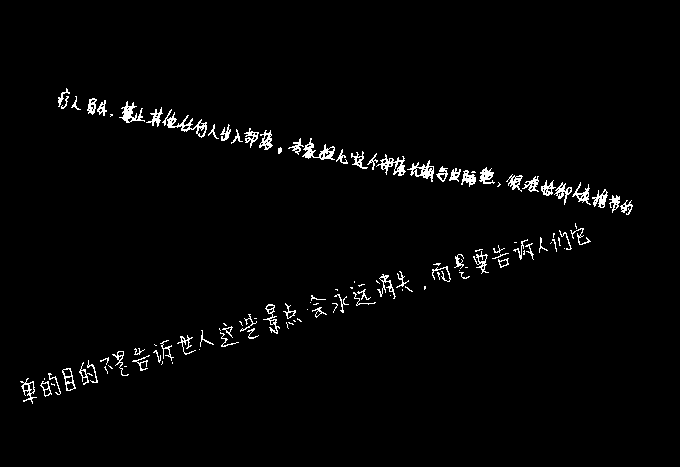 疗人员外，禁止其他任何人出入部落。专家担心这个部落长期与世隔绝，很难抵御人类携带的
单的目的不是告诉世人这些景点会永远消失，而是要告诉人们它